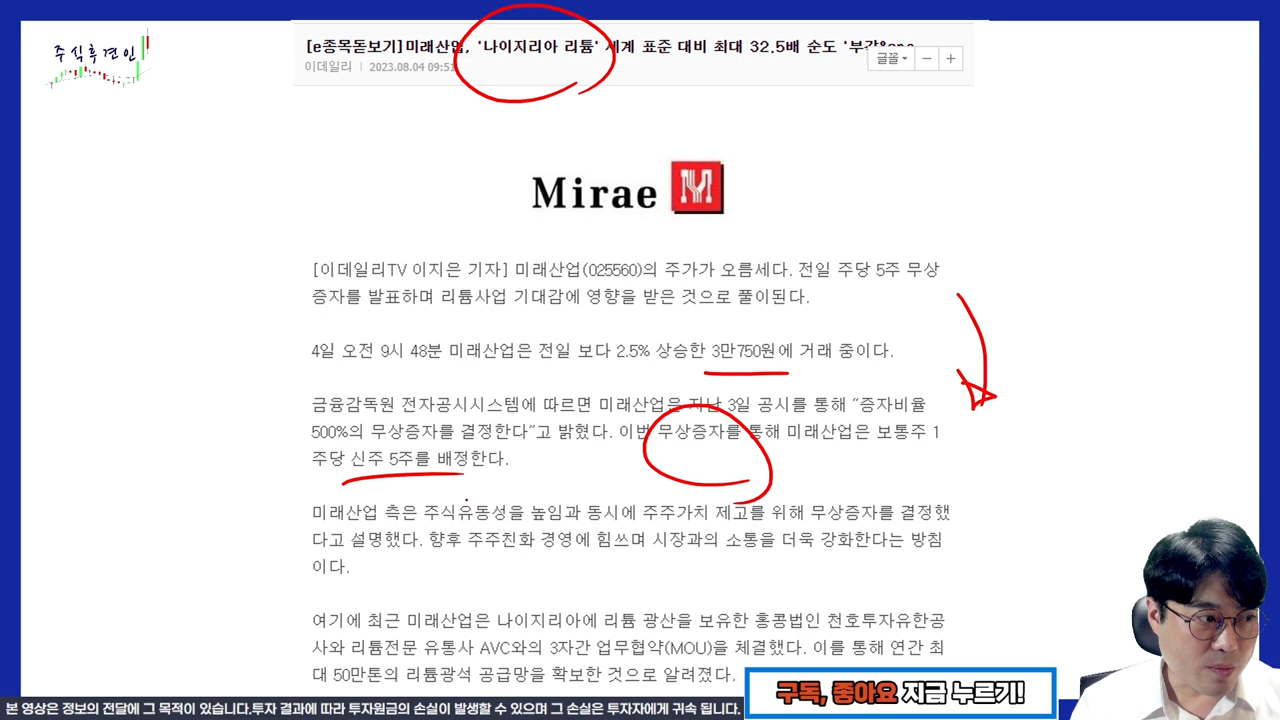 주식후견인
[e종목돋보기]미래산업, '나이지리아 리튬' 세계 표준 대비 최대 32.5배 순도 '부각
이데일리 | 2023.08.04 09:51
글꼴 - +
Mirae
[이데일리TV 이지은 기자] 미래산업(025560)의 주가가 오름세다. 전일 주당 5주 무상
증자를 발표하며 리튬사업 기대감에 영향을 받은 것으로 풀이된다.
4일 오전 9시 48분 미래산업은 전일 보다 2.5% 상승한 3만750원에 거래 중이다.
금융감독원 전자공시시스템에 따르면 미래산업은 지난 3일 공시를 통해 “증자비율
500%의 무상증자를 결정한다”고 밝혔다. 이번 무상증자를 통해 미래산업은 보통주 1
주당 신주 5주를 배정한다.
미래산업 측은 주식유동성을 높임과 동시에 주주가치 제고를 위해 무상증자를 결정했
다고 설명했다. 향후 주주친화 경영에 힘쓰며 시장과의 소통을 더욱 강화한다는 방침
이다.
여기에 최근 미래산업은 나이지리아에 리튬 광산을 보유한 홍콩법인 천호투자유한공
사와 리튬전문 유통사 AVC와의 3자간 업무협약(MOU)을 체결했다. 이를 통해 연간 최
대 50만톤의 리튬광석 공급망을 확보한 것으로 알려졌다.
구독, 좋아요 지금 누르기!
본 영상은 정보의 전달에 그 목적이 있습니다.투자 결과에 따라 투자원금의 손실이 발생할 수 있으며 그 손실은 투자자에게 귀속 됩니다.